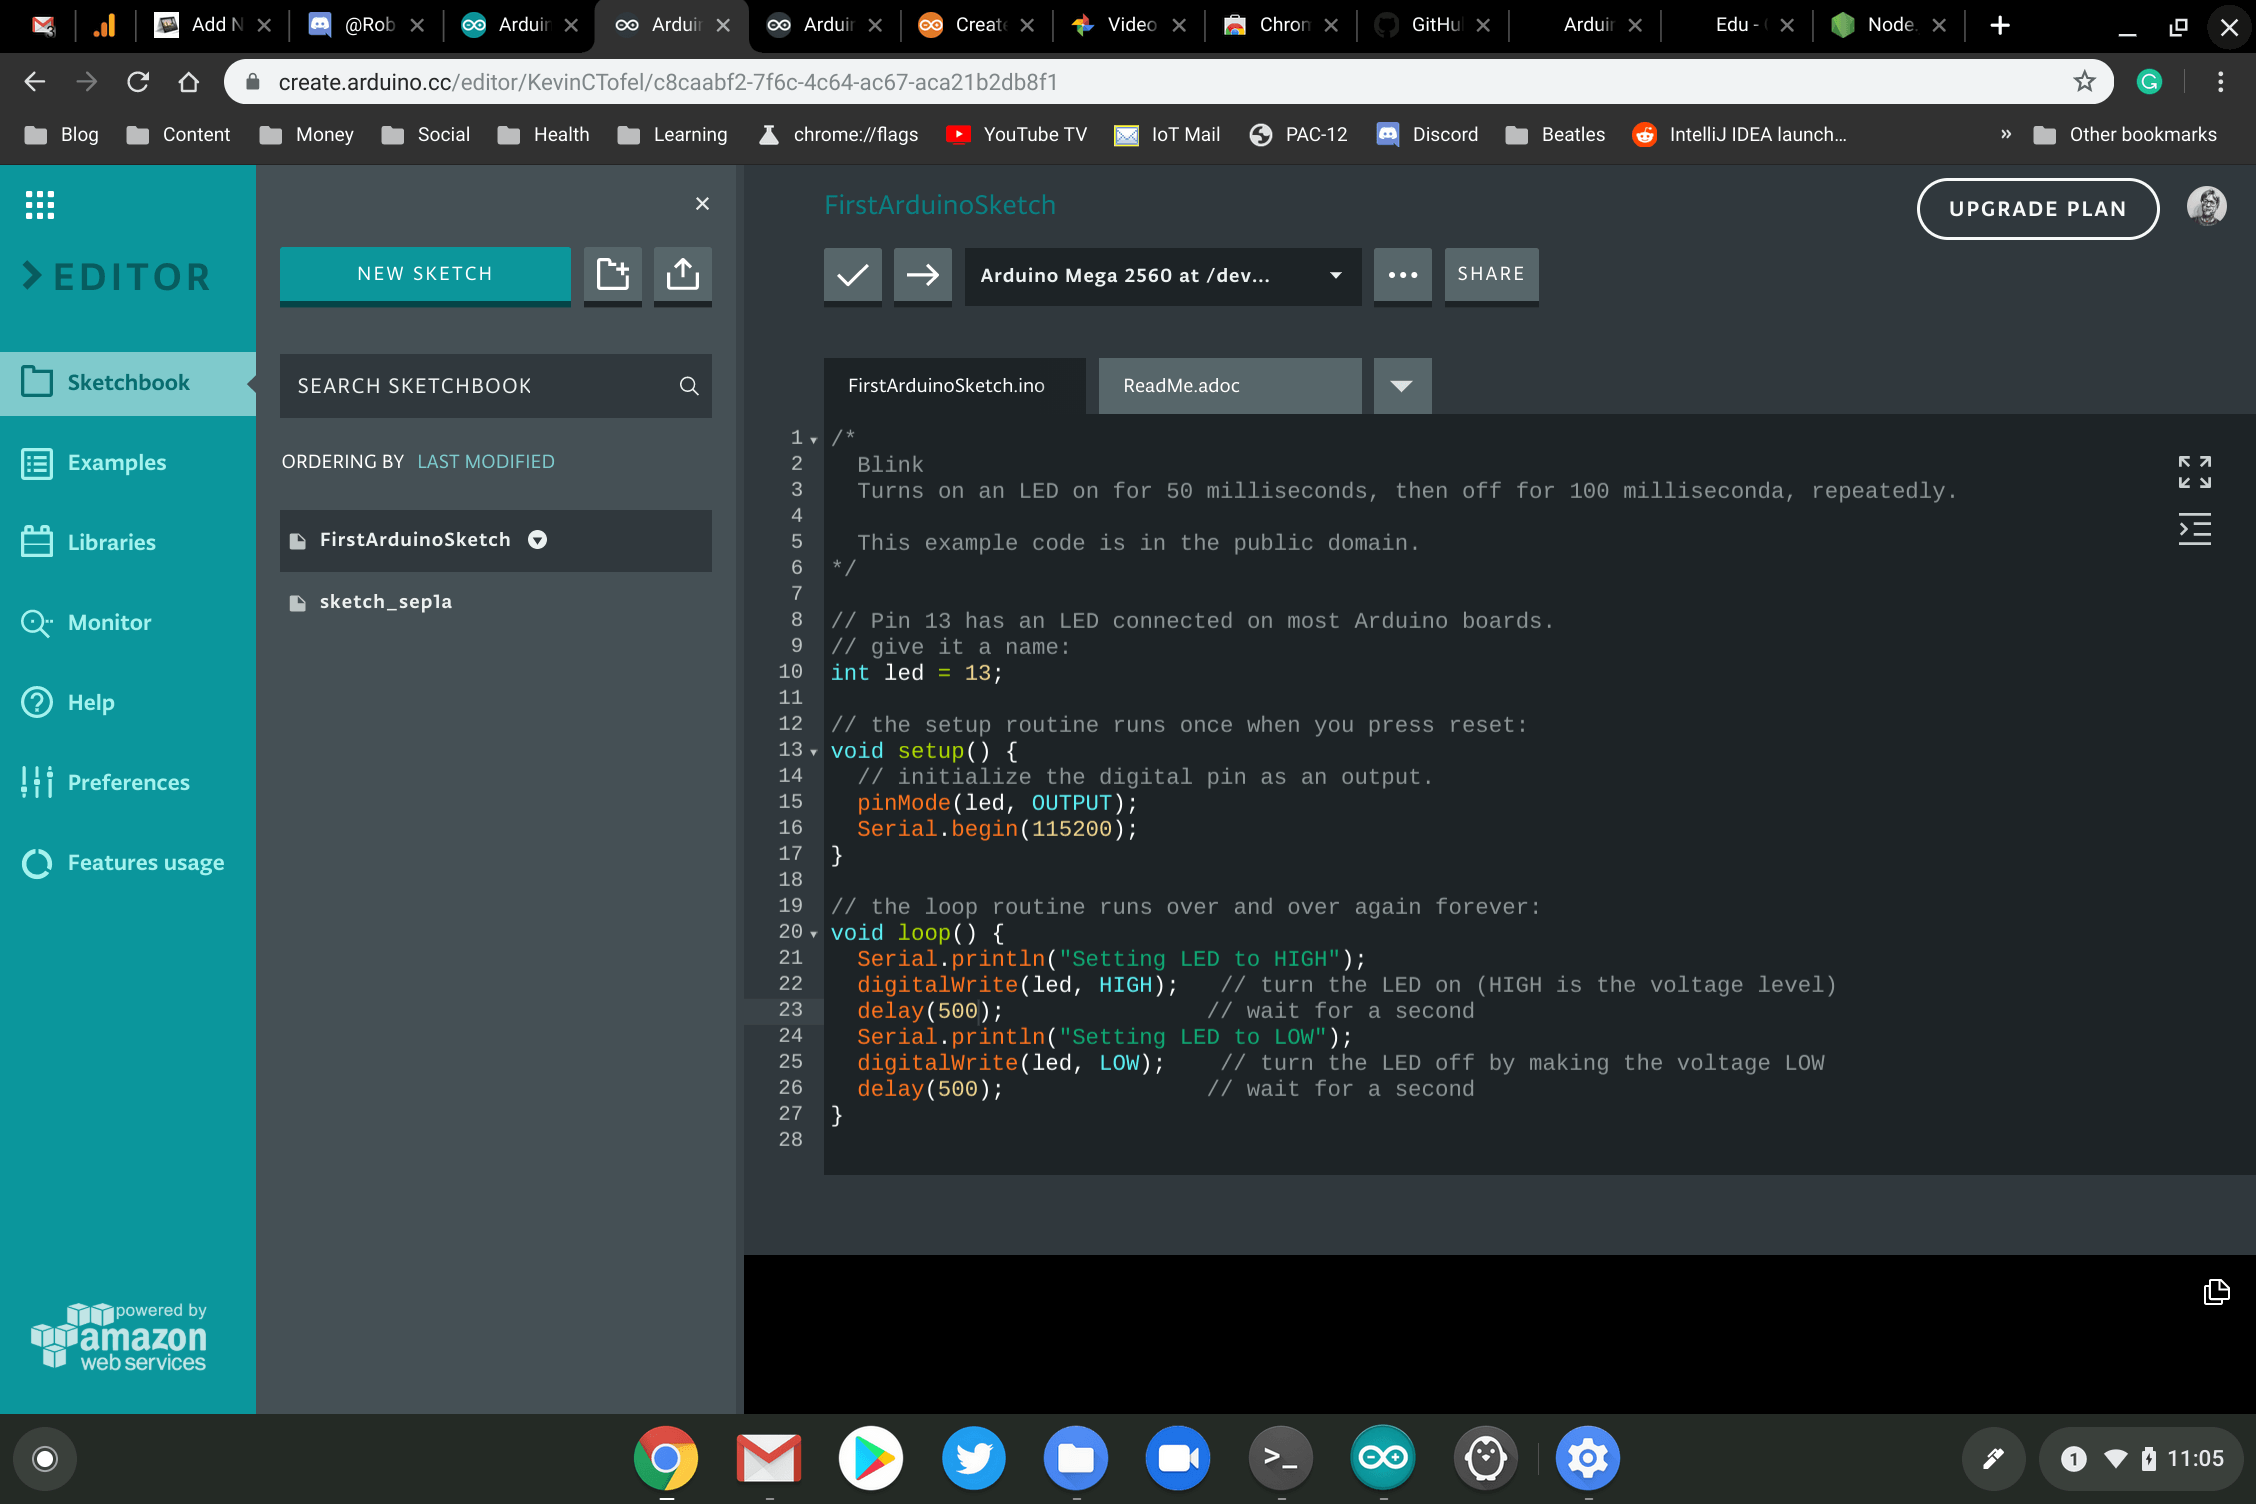 Add N
@Rob
Arduin
Arduin
Arduin
Create
Video
Chrom
GitHu
Arduin
Edu -
Node.
create.arduino.cc/editor/KevinCTofel/c8caabf2-7f6c-4c64-ac67-aca21b2db8f1
Blog Content Money Social Health Learning chrome://flags YouTube TV IoT Mail PAC-12 Discord Beatles IntelliJ IDEA launch... » Other bookmarks
> EDITOR
Sketchbook
Examples
Libraries
Monitor
Help
Preferences
Features usage
powered by
amazon
web services
NEW SKETCH
SEARCH SKETCHBOOK
ORDERING BY LAST MODIFIED
FirstArduinoSketch
sketch_sep1a
FirstArduinoSketch
UPGRADE PLAN
Arduino Mega 2560 at /dev...
SHARE
FirstArduinoSketch.ino
ReadMe.adoc
1 /*
2 Blink
3 Turns on an LED on for 50 milliseconds, then off for 100 milliseconda, repeatedly.
4
5 This example code is in the public domain.
6 */
7
8 // Pin 13 has an LED connected on most Arduino boards.
9 // give it a name:
10 int led = 13;
11
12 // the setup routine runs once when you press reset:
13 void setup() {
14 // initialize the digital pin as an output.
15 pinMode(led, OUTPUT);
16 Serial.begin(115200);
17 }
18
19 // the loop routine runs over and over again forever:
20 void loop() {
21 Serial.println("Setting LED to HIGH");
22 digitalWrite(led, HIGH); // turn the LED on (HIGH is the voltage level)
23 delay(500); // wait for a second
24 Serial.println("Setting LED to LOW");
25 digitalWrite(led, LOW); // turn the LED off by making the voltage LOW
26 delay(500); // wait for a second
27 }
28
1 11:05